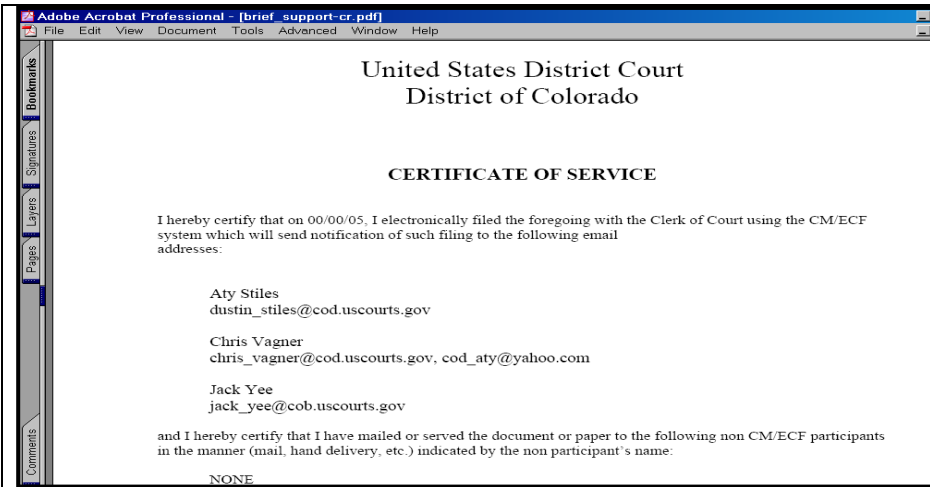 Adobe Acrobat Professional - [brief_support-cr.pdf]
File Edit View Document Tools Advanced Window Help
Bookmarks
Signatures
Layers
Pages
Comments
United States District Court
District of Colorado
CERTIFICATE OF SERVICE
I hereby certify that on 00/00/05, I electronically filed the foregoing with the Clerk of Court using the CM/ECF
system which will send notification of such filing to the following email
addresses:
Aty Stiles
dustin_stiles@cod.uscourts.gov
Chris Vagner
chris_vagner@cod.uscourts.gov, cod_aty@yahoo.com
Jack Yee
jack_yee@cob.uscourts.gov
and I hereby certify that I have mailed or served the document or paper to the following non CM/ECF participants
in the manner (mail, hand delivery, etc.) indicated by the non participant's name:
NONE